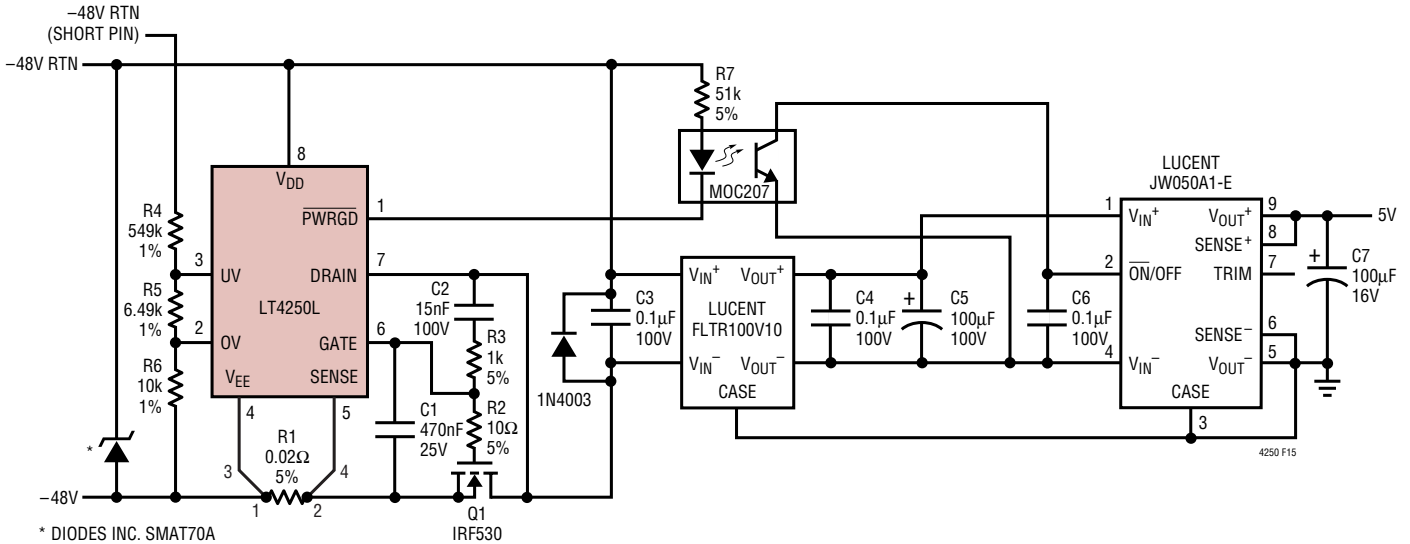 −48V RTN
(SHORT PIN)
−48V RTN
R7
51k
5%
MOC207
LUCENT
JW050A1-E
8
VDD
1
PWRGD
R4
549k
1%
3
UV
DRAIN
7
R5
6.49k
1%
LT4250L
2
OV
GATE
6
R6
10k
1%
VEE
SENSE
4
5
C2
15nF
100V
R3
1k
5%
R2
10Ω
5%
C1
470nF
25V
R1
0.02Ω
5%
3
4
1
2
*
−48V
Q1
IRF530
* DIODES INC. SMAT70A
1N4003
C3
0.1µF
100V
VIN+
VOUT+
LUCENT
FLTR100V10
VIN−
VOUT−
CASE
C4
0.1µF
100V
+
C5
100µF
100V
C6
0.1µF
100V
1
VIN+
VOUT+
9
5V
SENSE+
8
2
ON/OFF
TRIM
7
+
C7
100µF
16V
SENSE−
6
4
VIN−
VOUT−
5
CASE
3
4250 F15